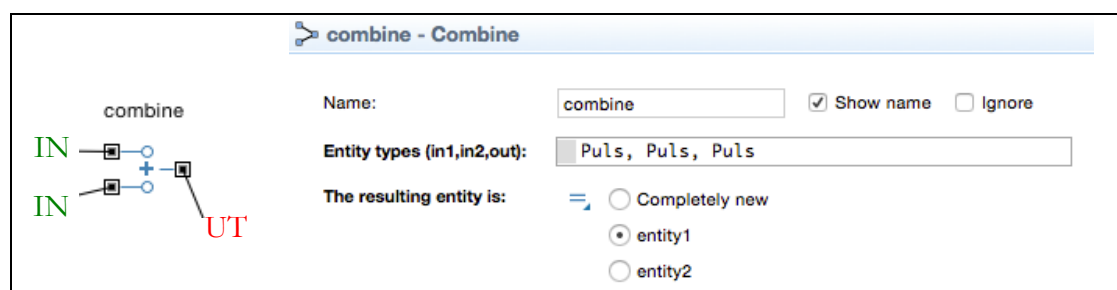 combine - Combine
combine
IN
IN
UT
Name:
combine
Show name
Ignore
Entity types (in1,in2,out):
Puls, Puls, Puls
The resulting entity is:
Completely new
entity1
entity2